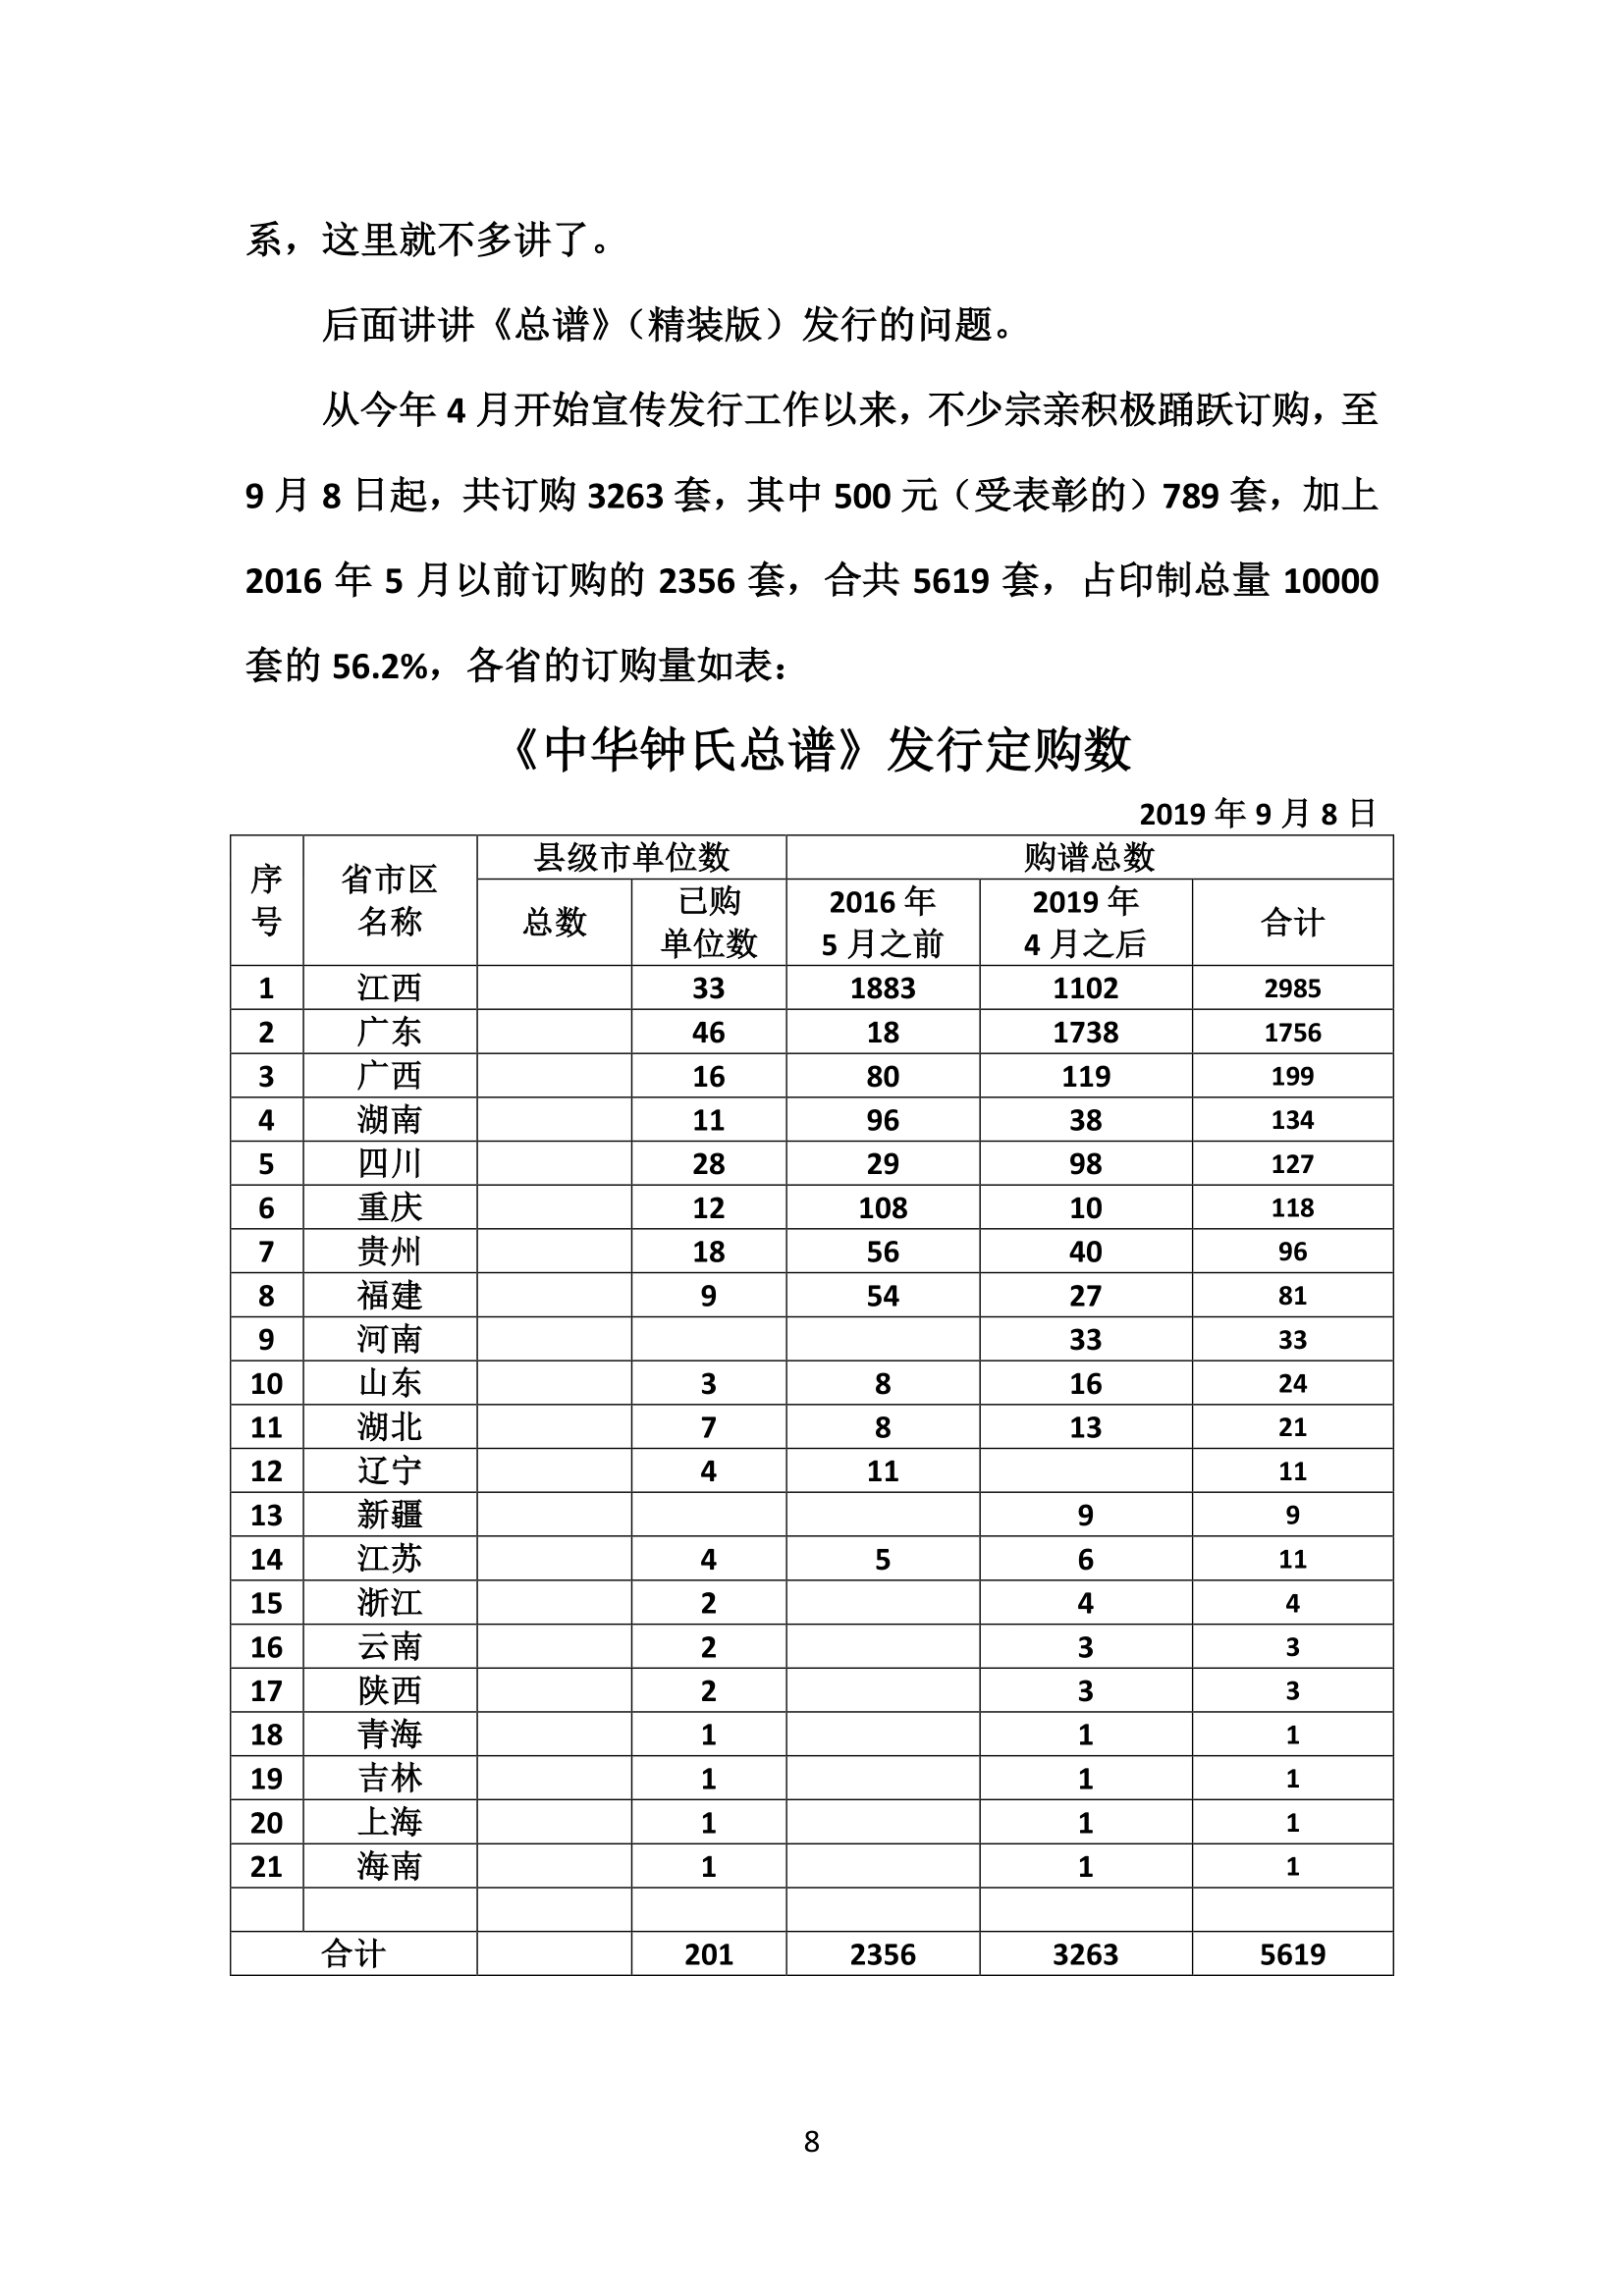 系，这里就不多讲了。
后面讲讲《总谱》（精装版）发行的问题。
从今年 4 月开始宣传发行工作以来，不少宗亲积极踊跃订购，至
9 月 8 日起，共订购 3263 套，其中 500 元（受表彰的）789 套，加上
2016 年 5 月以前订购的 2356 套，合共 5619 套，占印制总量 10000
套的 56.2%，各省的订购量如表：
《中华钟氏总谱》发行定购数
2019 年 9 月 8 日
序号 省市区名称 县级市单位数 购谱总数
总数 已购单位数 2016 年 5 月之前 2019 年 4 月之后 合计
1 江西 33 1883 1102 2985
2 广东 46 18 1738 1756
3 广西 16 80 119 199
4 湖南 11 96 38 134
5 四川 28 29 98 127
6 重庆 12 108 10 118
7 贵州 18 56 40 96
8 福建 9 54 27 81
9 河南 33 33
10 山东 3 8 16 24
11 湖北 7 8 13 21
12 辽宁 4 11 11
13 新疆 9 9
14 江苏 4 5 6 11
15 浙江 2 4 4
16 云南 2 3 3
17 陕西 2 3 3
18 青海 1 1 1
19 吉林 1 1 1
20 上海 1 1 1
21 海南 1 1 1
合计 201 2356 3263 5619
8